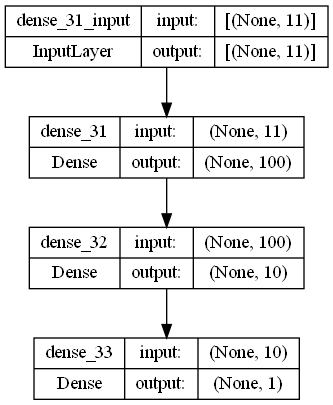 dense_31_input input: [(None, 11)]
InputLayer output: [(None, 11)]
dense_31 input: (None, 11)
Dense output: (None, 100)
dense_32 input: (None, 100)
Dense output: (None, 10)
dense_33 input: (None, 10)
Dense output: (None, 1)